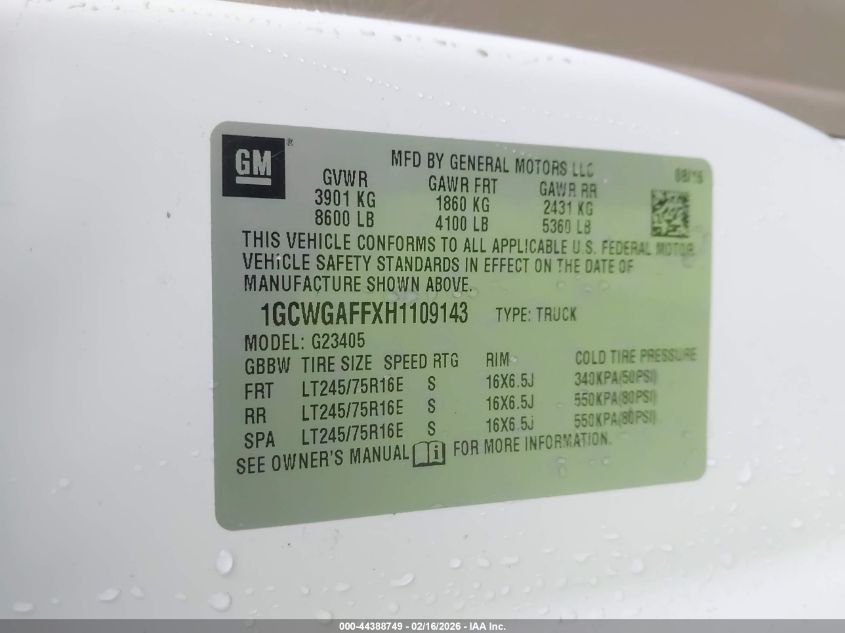 GM
MFD BY GENERAL MOTORS LLC 08/16
GVWR GAWR FRT GAWR RR
3901 KG 1860 KG 2431 KG
8600 LB 4100 LB 5360 LB
THIS VEHICLE CONFORMS TO ALL APPLICABLE U.S. FEDERAL MOTOR
VEHICLE SAFETY STANDARDS IN EFFECT ON THE DATE OF
MANUFACTURE SHOWN ABOVE.
1GCWGAFFXH1109143 TYPE: TRUCK
MODEL: G23405
GBBW TIRE SIZE SPEED RTG RIM COLD TIRE PRESSURE
FRT LT245/75R16E S 16X6.5J 340KPA(50PSI)
RR LT245/75R16E S 16X6.5J 550KPA(80PSI)
SPA LT245/75R16E S 16X6.5J 550KPA(80PSI)
SEE OWNER'S MANUAL FOR MORE INFORMATION.
000-44388749 - 02/16/2026 - IAA Inc.